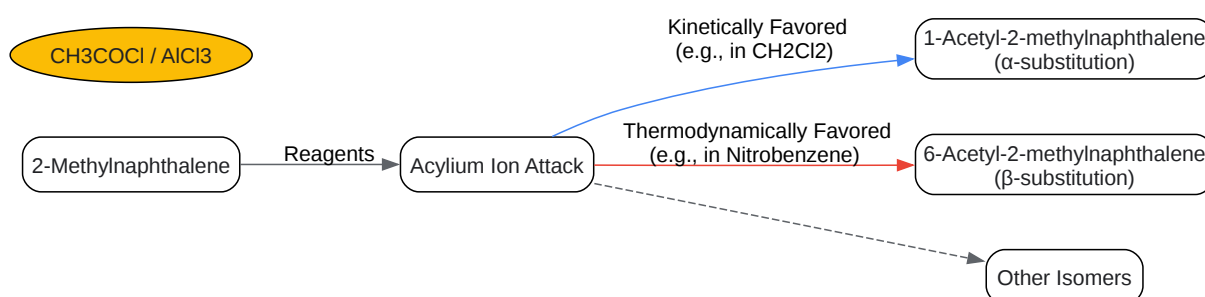 CH3COCl / AlCl3
2-Methylnaphthalene
Reagents
Acylium Ion Attack
Kinetically Favored
(e.g., in CH2Cl2)
1-Acetyl-2-methylnaphthalene
(α-substitution)
Thermodynamically Favored
(e.g., in Nitrobenzene)
6-Acetyl-2-methylnaphthalene
(β-substitution)
Other Isomers